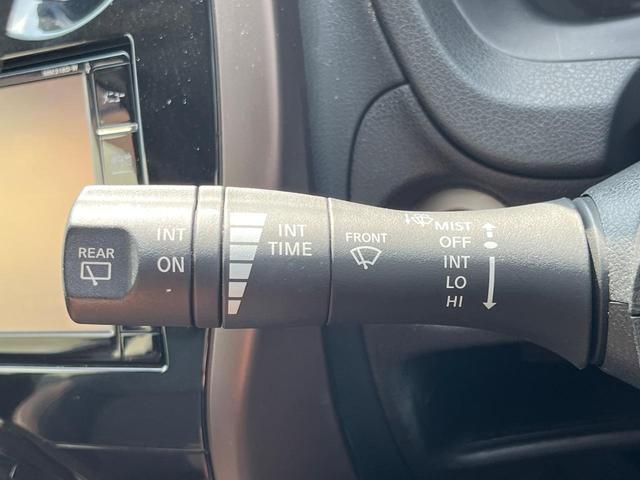 REAR
INT
ON
INT
TIME
FRONT
MIST
OFF
INT
LO
HI